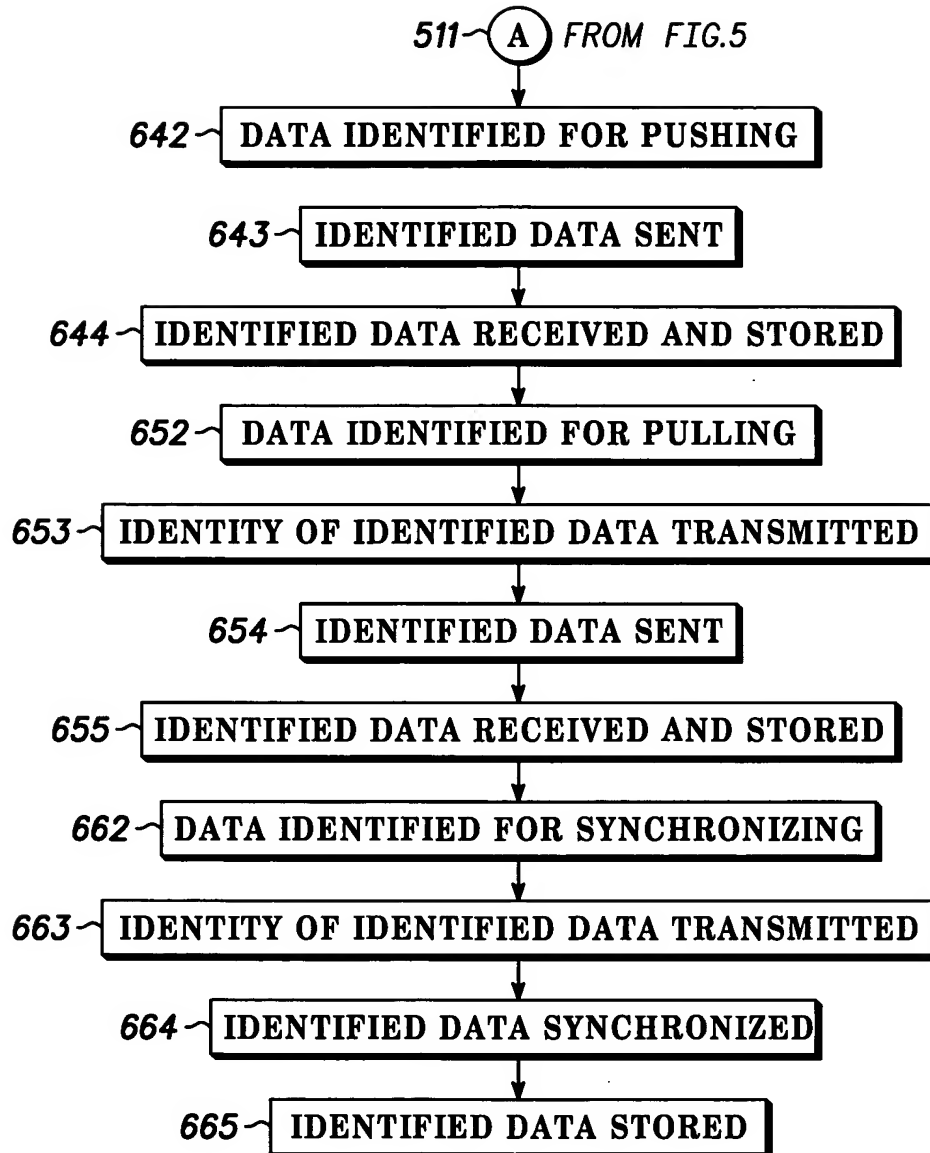 511 A FROM FIG.5
642 DATA IDENTIFIED FOR PUSHING
643 IDENTIFIED DATA SENT
644 IDENTIFIED DATA RECEIVED AND STORED
652 DATA IDENTIFIED FOR PULLING
653 IDENTITY OF IDENTIFIED DATA TRANSMITTED
654 IDENTIFIED DATA SENT
655 IDENTIFIED DATA RECEIVED AND STORED
662 DATA IDENTIFIED FOR SYNCHRONIZING
663 IDENTITY OF IDENTIFIED DATA TRANSMITTED
664 IDENTIFIED DATA SYNCHRONIZED
665 IDENTIFIED DATA STORED